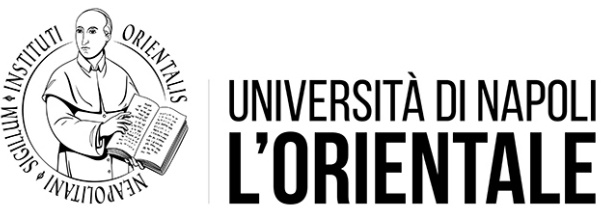 SIGILLUM • INSTITUTI ORIENTALIS NEAPOLITANI •
UNIVERSITÀ DI NAPOLI
L'ORIENTALE